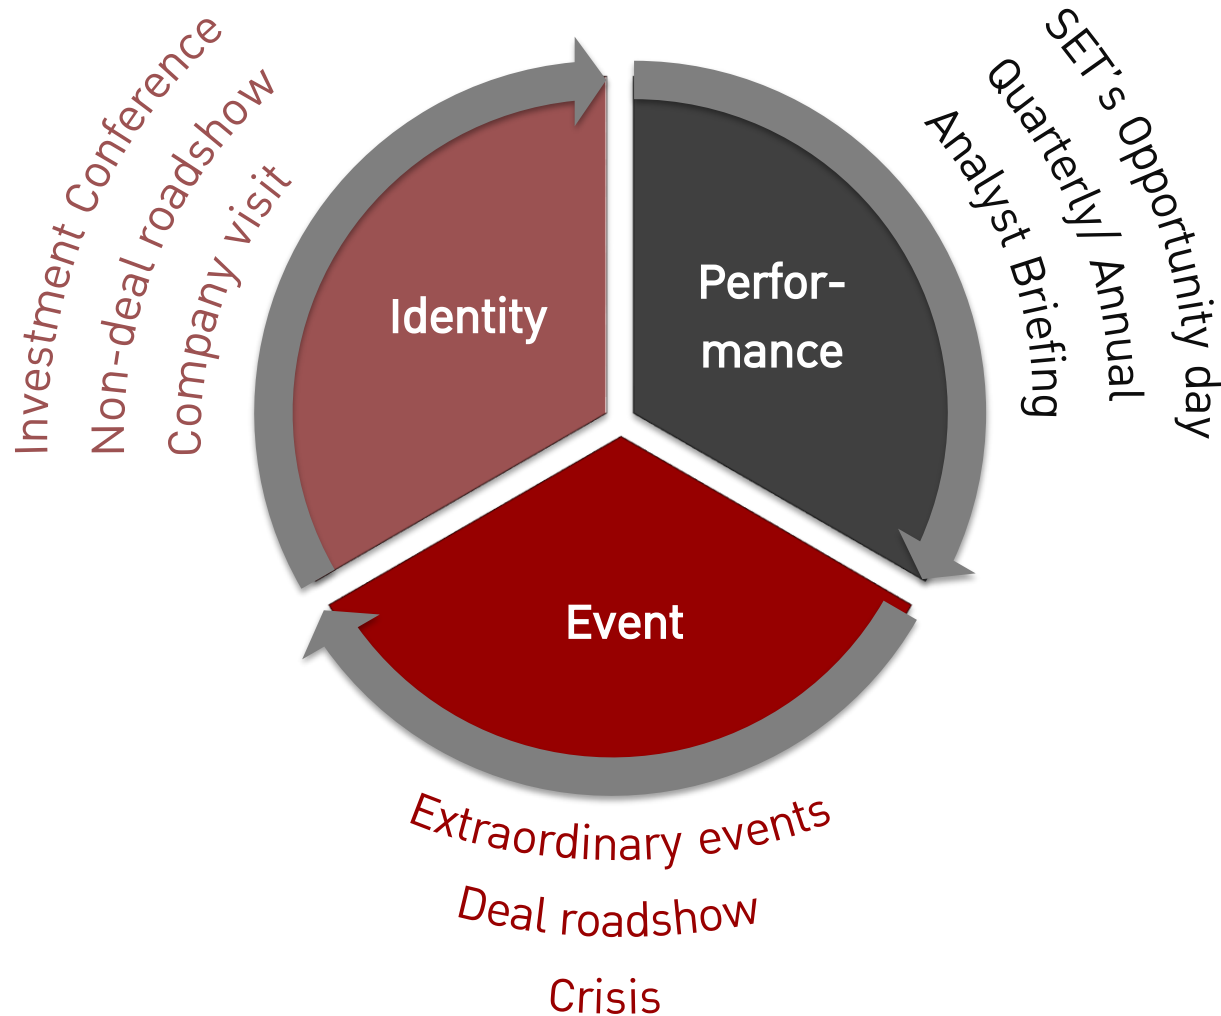 Investment Conference
Non-deal roadshow
Company visit
SET’s Opportunity day
Quarterly/ Annual
Analyst Briefing
Identity
Perfor-
mance
Event
Extraordinary events
Deal roadshow
Crisis